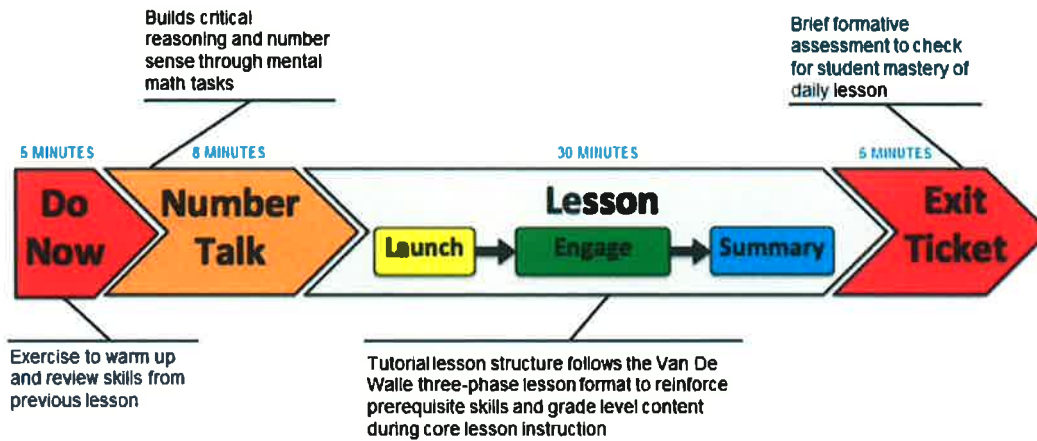 Builds critical
reasoning and number
sense through mental
math tasks
Brief formative
assessment to check
for student mastery of
daily lesson
5 MINUTES
8 MINUTES
30 MINUTES
5 MINUTES
Do
Now
Number
Talk
Lesson
Launch
Engage
Summary
Exit
Ticket
Exercise to warm up
and review skills from
previous lesson
Tutorial lesson structure follows the Van De
Walle three-phase lesson format to reinforce
prerequisite skills and grade level content
during core lesson instruction